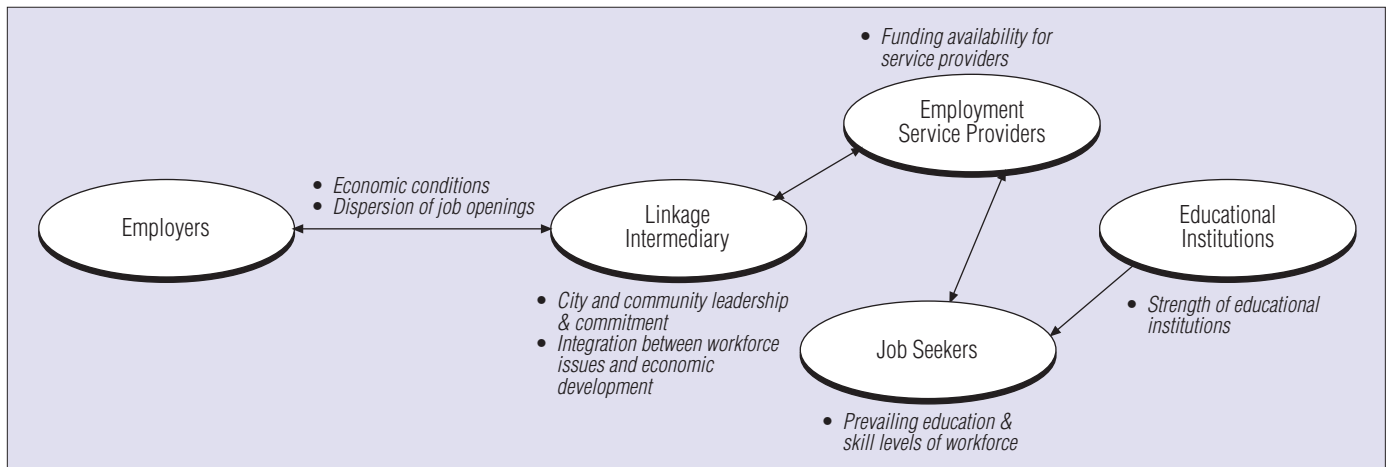 • Funding availability for
service providers
Employment
Service Providers
• Economic conditions
• Dispersion of job openings
Employers
Linkage
Intermediary
Educational
Institutions
• City and community leadership
& commitment
• Integration between workforce
issues and economic
development
• Strength of educational
institutions
Job Seekers
• Prevailing education &
skill levels of workforce